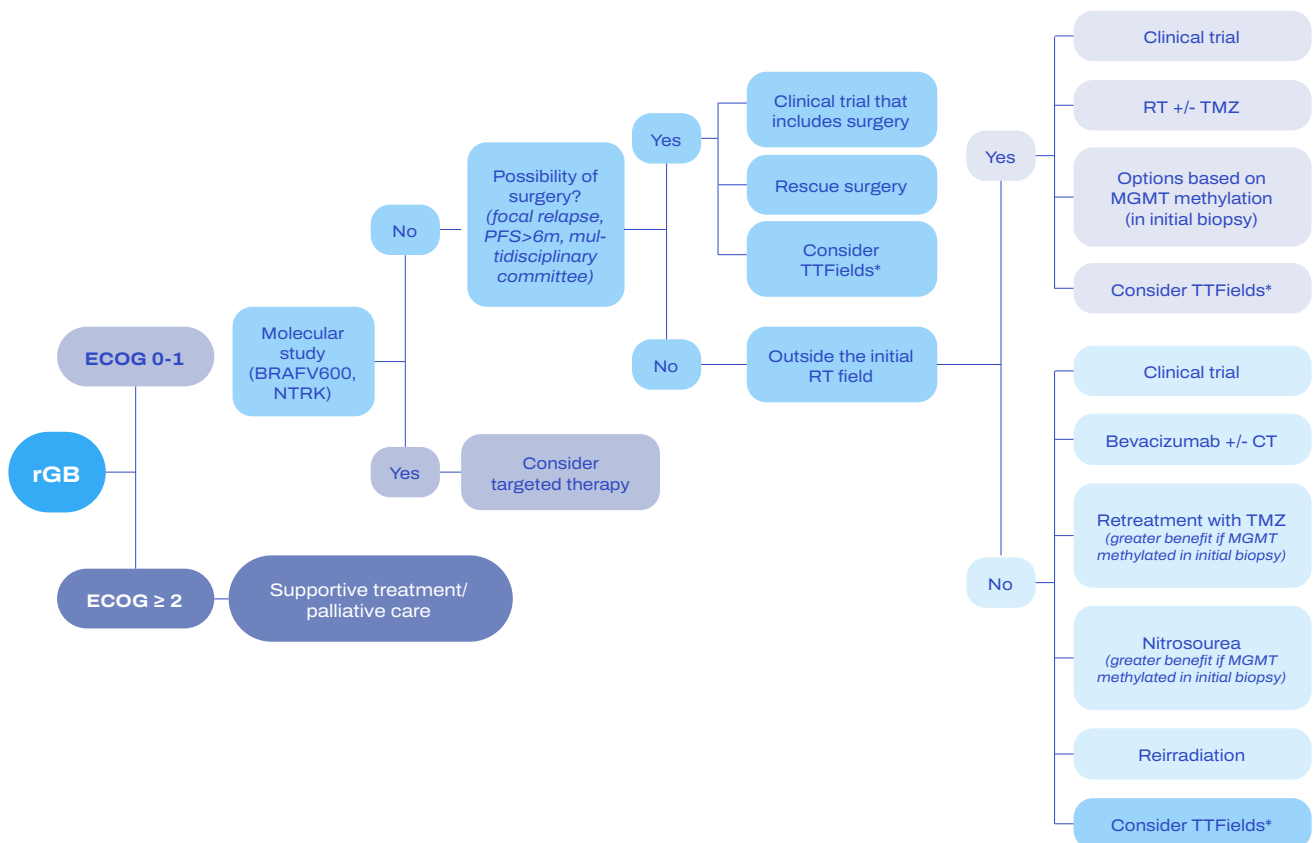 rGB
ECOG 0-1
ECOG ≥ 2
Supportive treatment/
palliative care
Molecular
study
(BRAFV600,
NTRK)
No
Yes
Consider
targeted therapy
Possibility of
surgery?
(focal relapse,
PFS>6m, mul-
tidisciplinary
committee)
Yes
Clinical trial that
includes surgery
Rescue surgery
Consider
TTFields*
No
Outside the initial
RT field
Yes
Clinical trial
RT +/- TMZ
Options based on
MGMT methylation
(in initial biopsy)
Consider TTFields*
No
Clinical trial
Bevacizumab +/- CT
Retreatment with TMZ
(greater benefit if MGMT
methylated in initial biopsy)
Nitrosourea
(greater benefit if MGMT
methylated in initial biopsy)
Reirradiation
Consider TTFields*